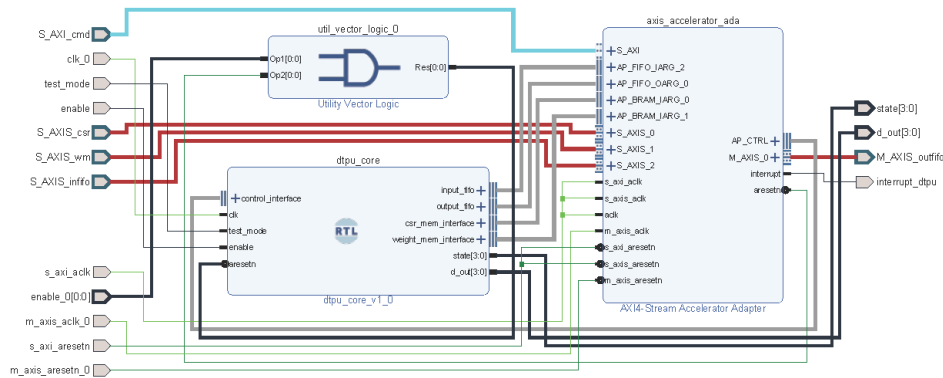 axis_accelerator_ada
util_vector_logic_0
S_AXI_cmd
clk_0
test_mode
enable
S_AXIS_csr
S_AXIS_wm
S_AXIS_infifo
s_axi_aclk
enable_0[0:0]
m_axis_aclk_0
s_axi_aresetn
m_axis_aresetn_0
Op1[0:0]
Op2[0:0]
Res[0:0]
Utility Vector Logic
dtpu_core
control_interface
clk
test_mode
enable
aresetn
RTL
input_fifo
output_fifo
csr_mem_interface
weight_mem_interface
state[3:0]
d_out[3:0]
dtpu_core_v1_0
S_AXI
AP_FIFO_IARG_2
AP_FIFO_OARG_0
AP_BRAM_IARG_0
AP_BRAM_IARG_1
S_AXIS_0
S_AXIS_1
S_AXIS_2
s_axi_aclk
s_axis_aclk
aclk
m_axis_aclk
s_axi_aresetn
s_axis_aresetn
m_axis_aresetn
AP_CTRL
M_AXIS_0
interrupt
aresetn
AXI4-Stream Accelerator Adapter
state[3:0]
d_out[3:0]
M_AXIS_outfifo
interrupt_dtpu